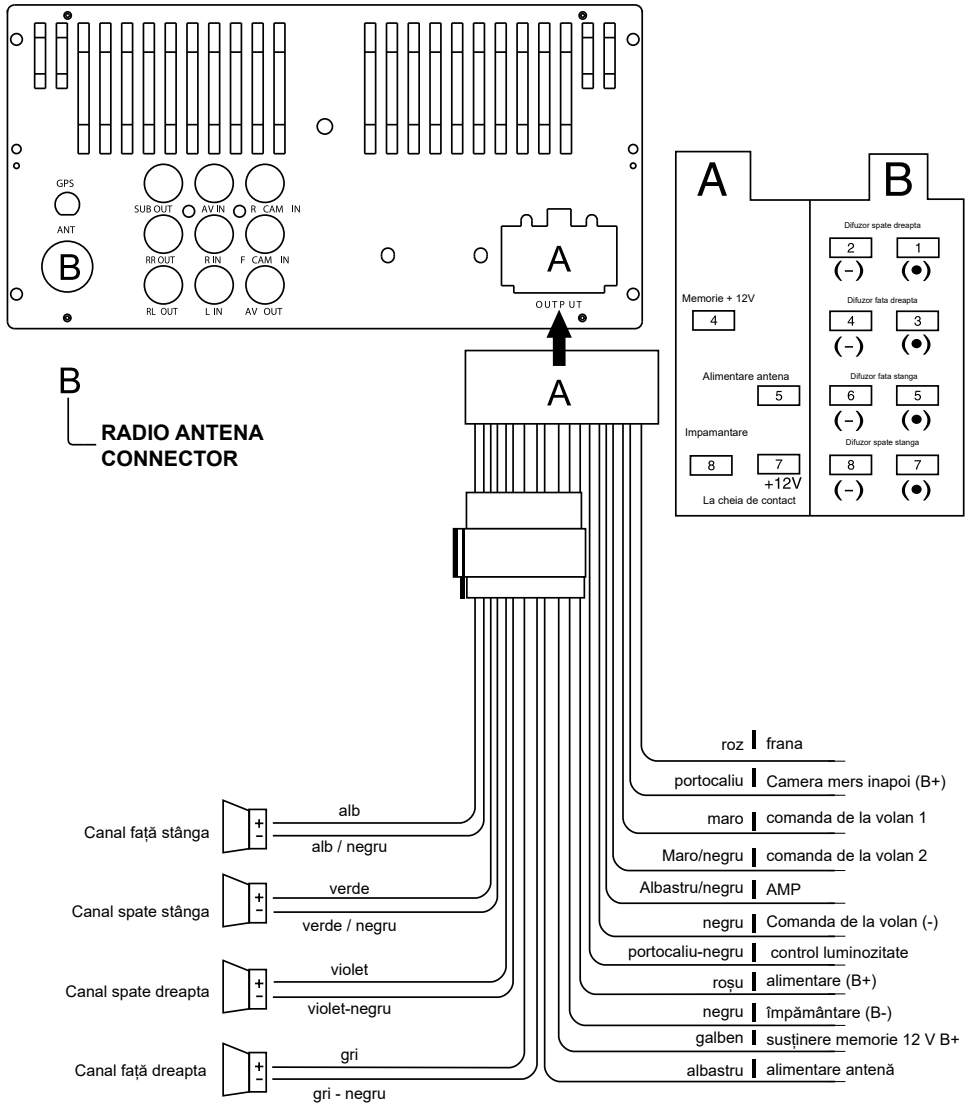 GPS
ANT
B
SUB OUT AV IN R CAM IN
RR OUT R IN F CAM IN
RL OUT L IN AV OUT
A
OUTPUT
A
B
RADIO ANTENA
CONNECTOR
A
Memorie + 12V
4
Alimentare antena
5
Impamantare
8 7
+12V
La cheia de contact
B
Difuzor spate dreapta
2 1
(-) (•)
Difuzor fata dreapta
4 3
(-) (•)
Difuzor fata stanga
6 5
(-) (•)
Difuzor spate stanga
8 7
(-) (•)
Canal față stânga
+
-
alb
alb / negru
Canal spate stânga
+
-
verde
verde / negru
Canal spate dreapta
+
-
violet
violet-negru
Canal față dreapta
+
-
gri
gri - negru
roz frana
portocaliu Camera mers inapoi (B+)
maro comanda de la volan 1
Maro/negru comanda de la volan 2
Albastru/negru AMP
negru Comanda de la volan (-)
portocaliu-negru control luminozitate
roșu alimentare (B+)
negru împământare (B-)
galben susținere memorie 12 V B+
albastru alimentare antenă